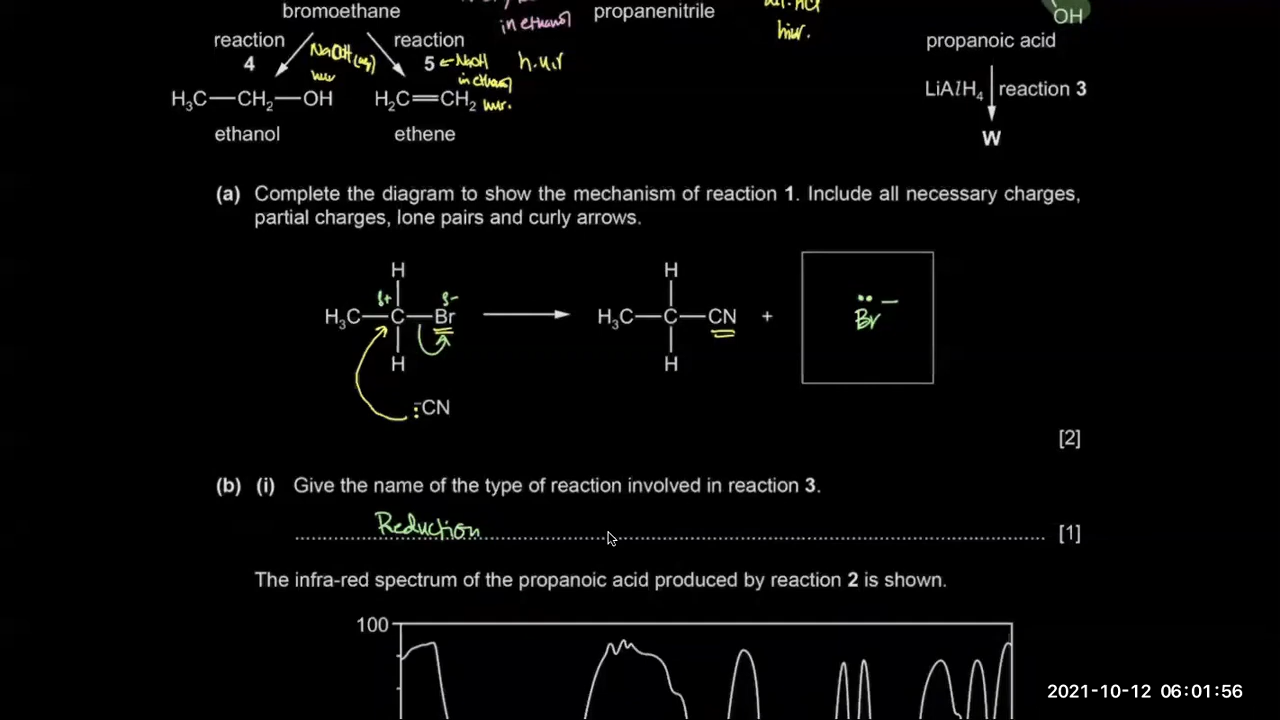 bromoethane
in ethanol
propanenitrile
OH
reaction
reaction
propanoic acid
4
NaOH (aq)
5 ← NaOH
in ethanol
h.u.r
LiAlH4
reaction 3
H3C—CH2—OH
H2C=CH2
hur.
ethanol
ethene
W
(a) Complete the diagram to show the mechanism of reaction 1. Include all necessary charges,
partial charges, lone pairs and curly arrows.
H
H
δ+
δ−
H3C—C—Br
H3C—C—CN
+
Br −
H
H
:−CN
[2]
(b) (i) Give the name of the type of reaction involved in reaction 3.
Reduction
[1]
The infra-red spectrum of the propanoic acid produced by reaction 2 is shown.
100
2021-10-12 06:01:56